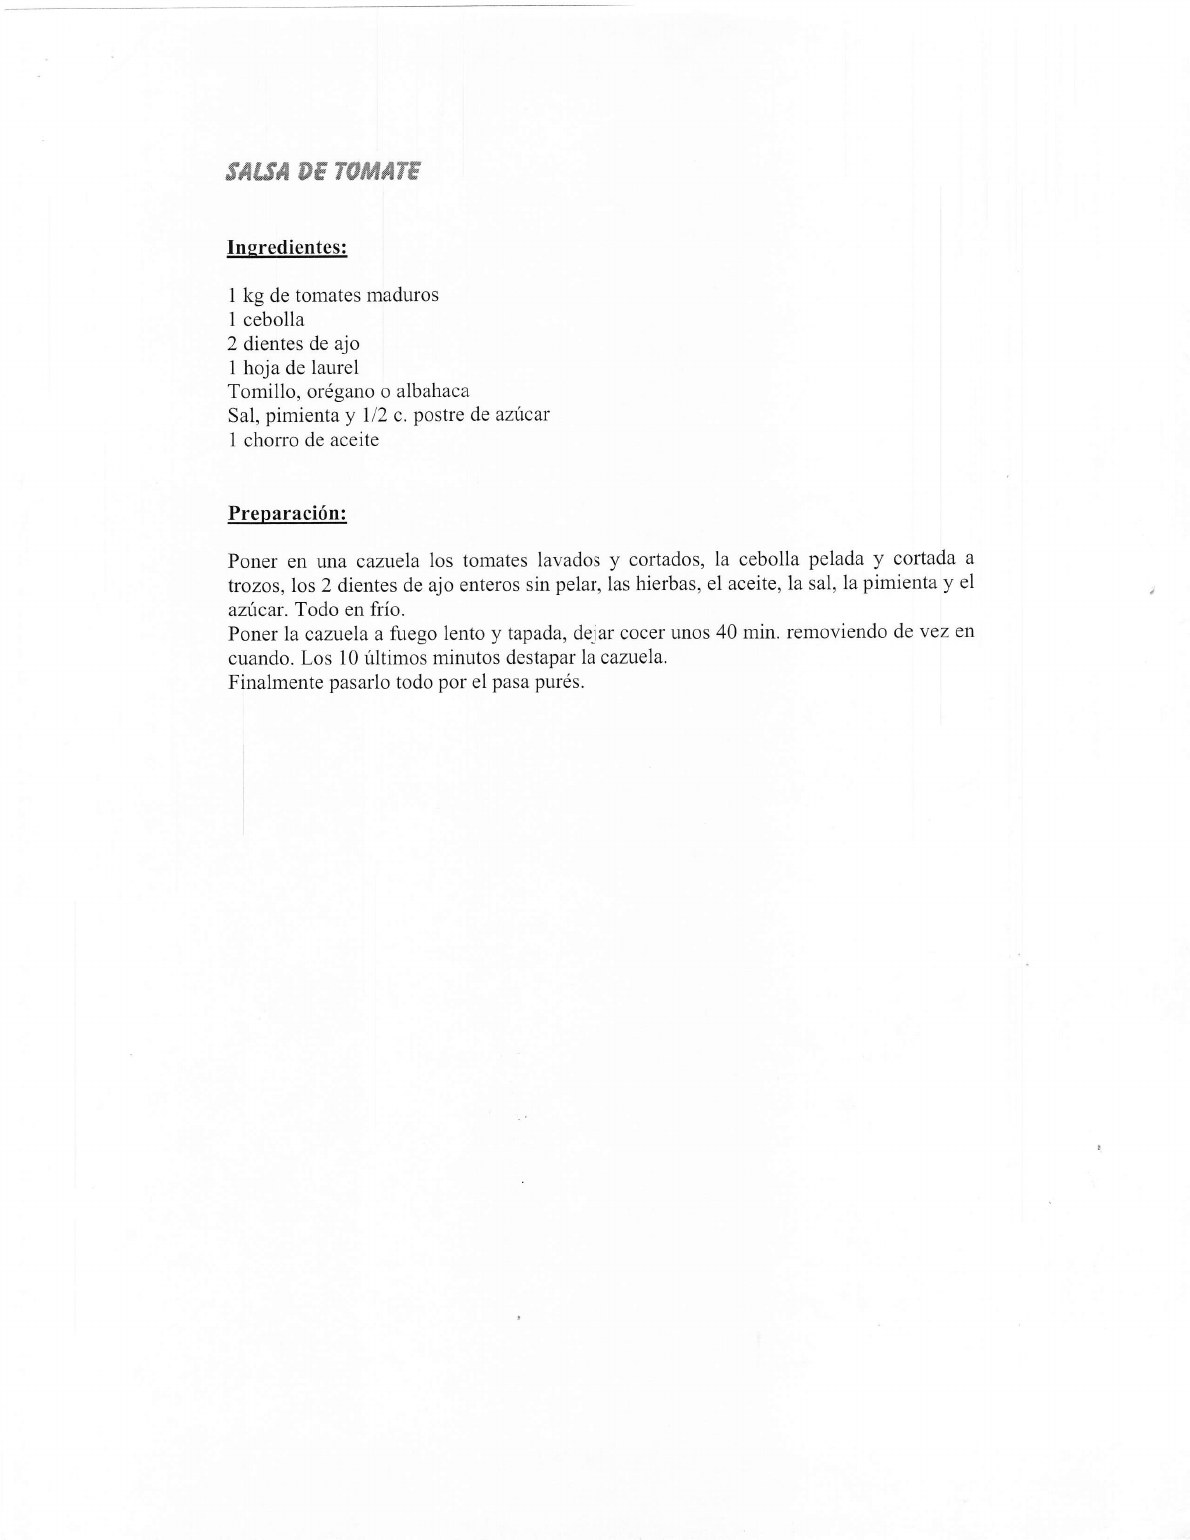 SALSA DE TOMATE
Ingredientes:
1 kg de tomates maduros
1 cebolla
2 dientes de ajo
1 hoja de laurel
Tomillo, orégano o albahaca
Sal, pimienta y 1/2 c. postre de azúcar
1 chorro de aceite
Preparación:
Poner en una cazuela los tomates lavados y cortados, la cebolla pelada y cortada a
trozos, los 2 dientes de ajo enteros sin pelar, las hierbas, el aceite, la sal, la pimienta y el
azúcar. Todo en frío.
Poner la cazuela a fuego lento y tapada, dejar cocer unos 40 min. removiendo de vez en
cuando. Los 10 últimos minutos destapar la cazuela.
Finalmente pasarlo todo por el pasa purés.